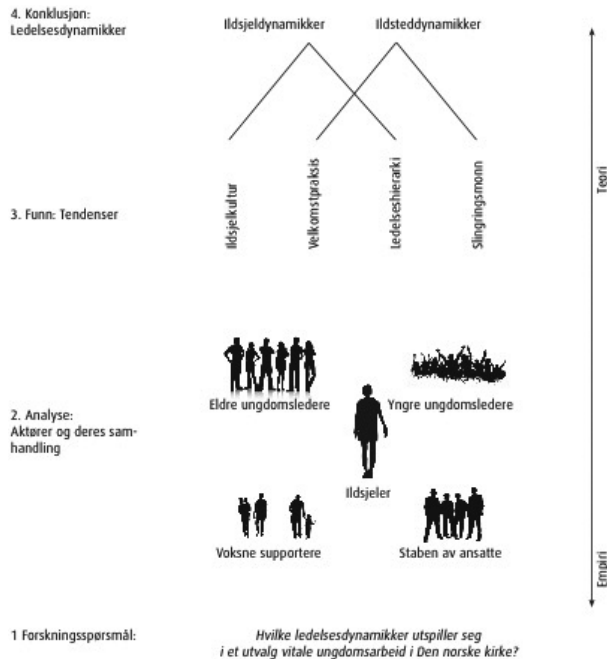 4. Konklusjon:
Ledelsesdynamikker
Ildsjeldynamikker
Ildsteddynamikker
Teori
3. Funn: Tendenser
Ildsjelkultur
Velkomstpraksis
Ledelseshierarki
Slingringsmonn
2. Analyse:
Aktører og deres sam-
handling
Eldre ungdomsledere
Yngre ungdomsledere
Ildsjeler
Voksne supportere
Staben av ansatte
Empiri
1 Forskningsspørsmål:
Hvilke ledelsesdynamikker utspiller seg
i et utvalg vitale ungdomsarbeid i Den norske kirke?